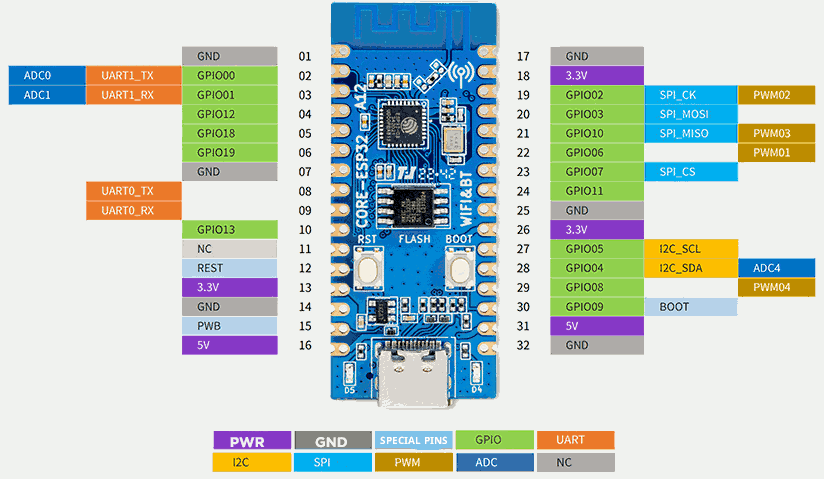 GND 01 17 GND
ADC0 UART1_TX GPIO00 02 18 3.3V
ADC1 UART1_RX GPIO01 03 19 GPIO02 SPI_CK PWM02
GPIO12 04 20 GPIO03 SPI_MOSI
GPIO18 05 21 GPIO10 SPI_MISO PWM03
GPIO19 06 22 GPIO06 PWM01
GND 07 23 GPIO07 SPI_CS
UART0_TX 08 24 GPIO11
UART0_RX 09 25 GND
GPIO13 10 26 3.3V
NC 11 27 GPIO05 I2C_SCL
REST 12 28 GPIO04 I2C_SDA ADC4
3.3V 13 29 GPIO08 PWM04
GND 14 30 GPIO09 BOOT
PWB 15 31 5V
5V 16 32 GND
CORE-ESP32 A12
23-42
WIFI&BT
RST FLASH BOOT
D5 D4
PWR GND SPECIAL PINS GPIO UART
I2C SPI PWM ADC NC